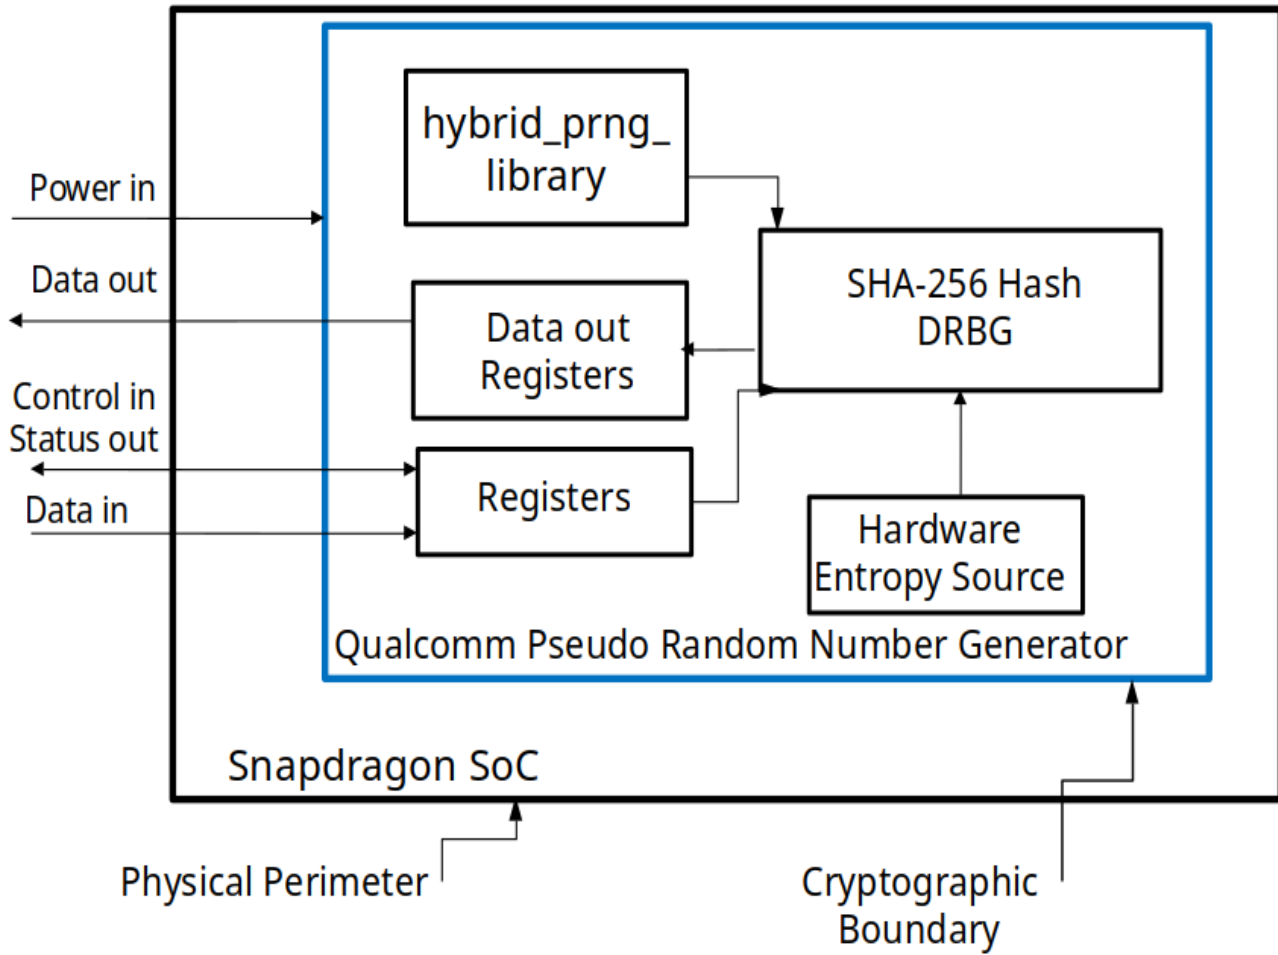 hybrid_prng_
library
Power in
Data out
SHA-256 Hash
DRBG
Data out
Registers
Control in
Status out
Data in
Registers
Hardware
Entropy Source
Qualcomm Pseudo Random Number Generator
Snapdragon SoC
Physical Perimeter
Cryptographic
Boundary